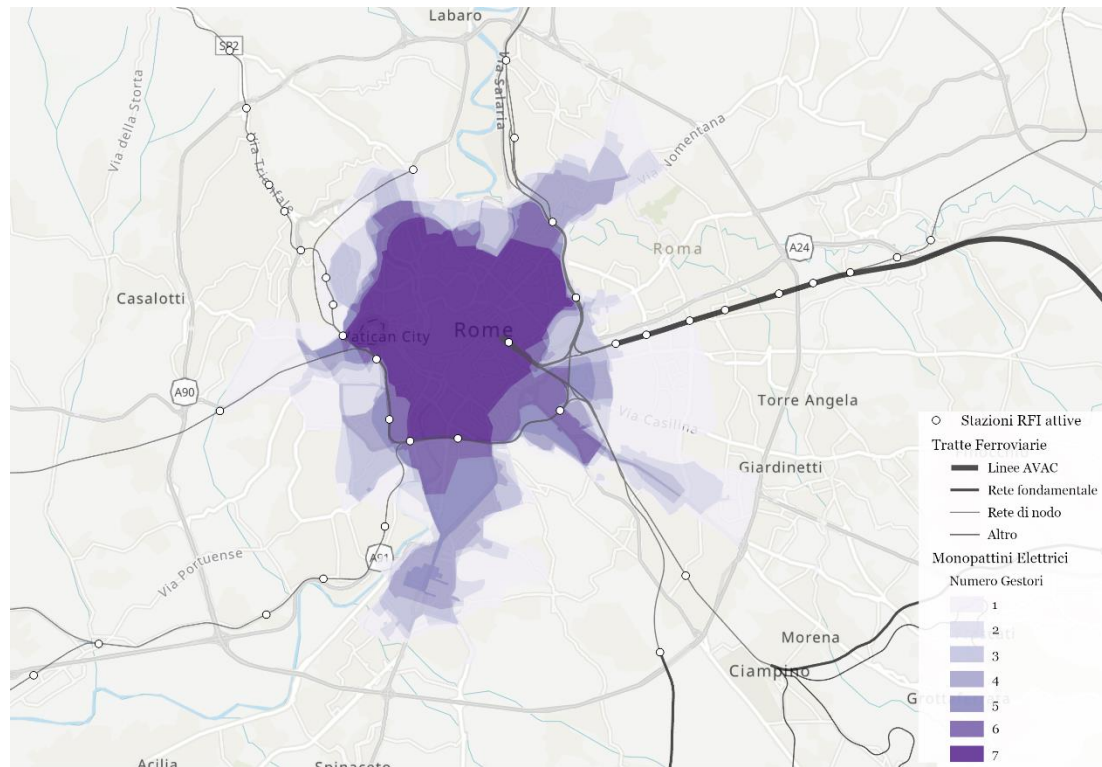 Labaro
SP2
Via Salaria
Via della Storta
Via Trionfale
Via Nomentana
Roma
A24
Casalotti
Vatican City
Rome
A90
Via Casilina
Torre Angela
Giardinetti
Via Portuense
A91
Morena
Ciampino
Acilia
Spinaceto
Stazioni RFI attive
Tratte Ferroviarie
Linee AVAC
Rete fondamentale
Rete di nodo
Altro
Monopattini Elettrici
Numero Gestori
1
2
3
4
5
6
7